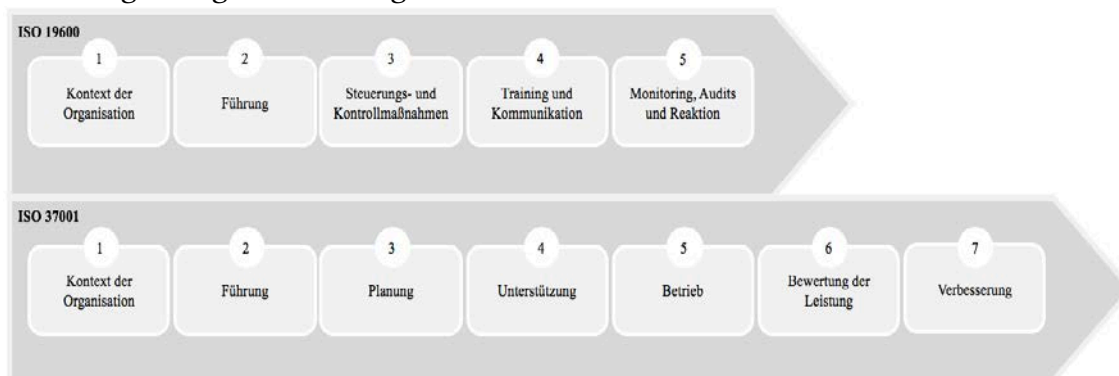 ISO 19600
1
Kontext der
Organisation
2
Führung
3
Steuerungs- und
Kontrollmaßnahmen
4
Training und
Kommunikation
5
Monitoring, Audits
und Reaktion
ISO 37001
1
Kontext der
Organisation
2
Führung
3
Planung
4
Unterstützung
5
Betrieb
6
Bewertung der
Leistung
7
Verbesserung